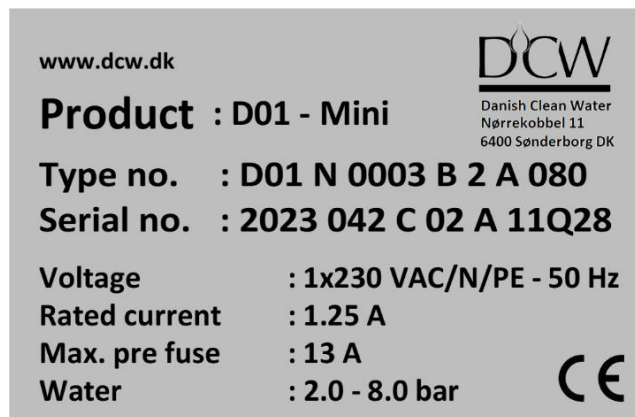 www.dcw.dk
DCW
Danish Clean Water
Nørrekobbel 11
6400 Sønderborg DK
Product : D01 - Mini
Type no. : D01 N 0003 B 2 A 080
Serial no. : 2023 042 C 02 A 11Q28
Voltage : 1x230 VAC/N/PE - 50 Hz
Rated current : 1.25 A
Max. pre fuse : 13 A
Water : 2.0 - 8.0 bar
CE